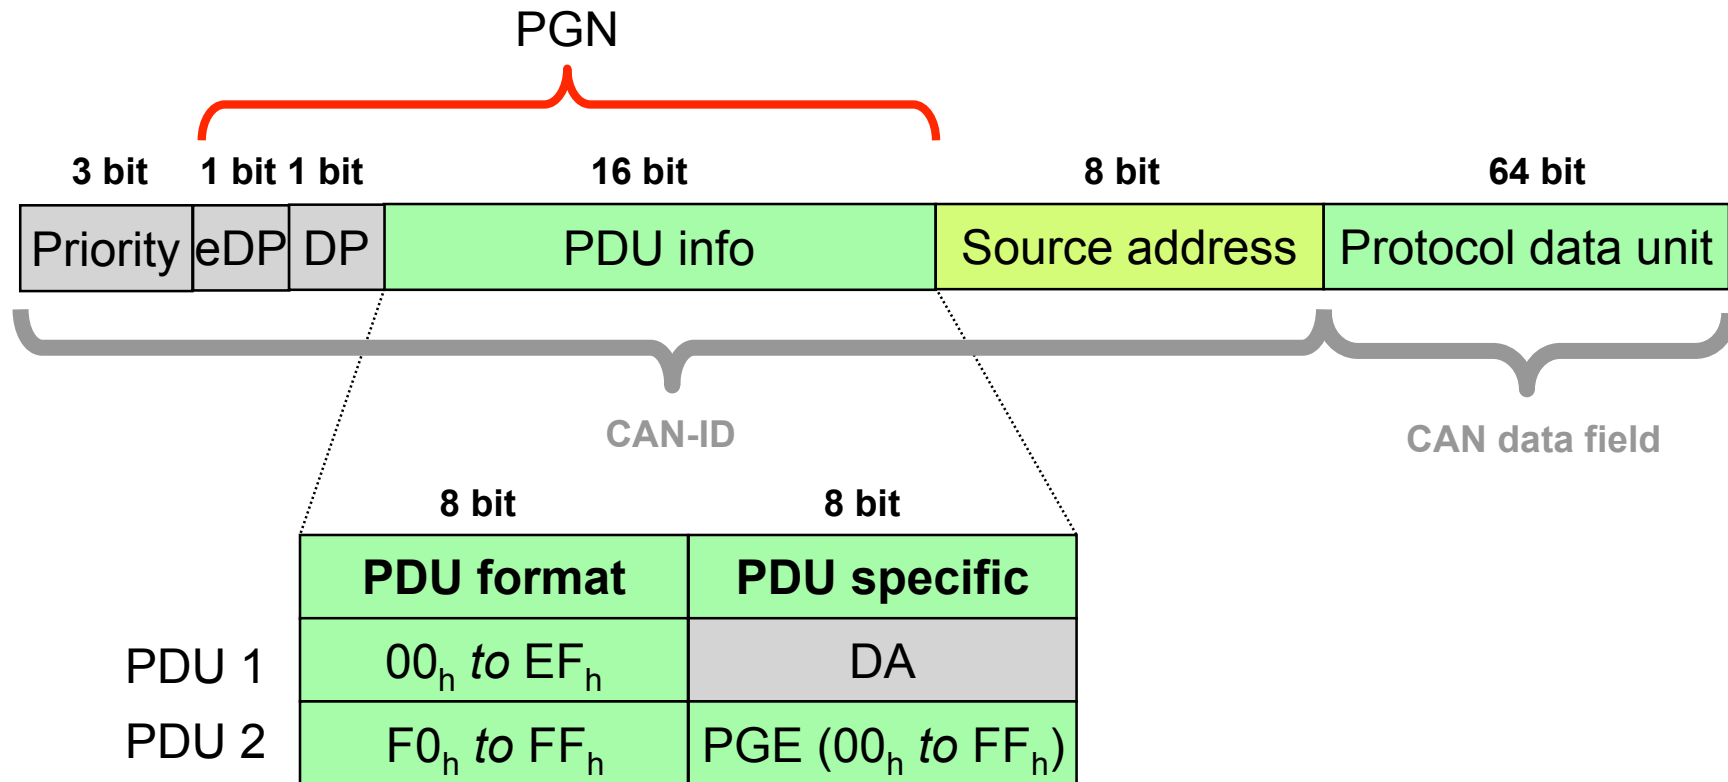 PGN
3 bit 1 bit 1 bit 16 bit 8 bit 64 bit
Priority eDP DP PDU info Source address Protocol data unit
CAN-ID CAN data field
8 bit 8 bit
PDU format PDU specific
PDU 1 00h to EFh DA
PDU 2 F0h to FFh PGE (00h to FFh)